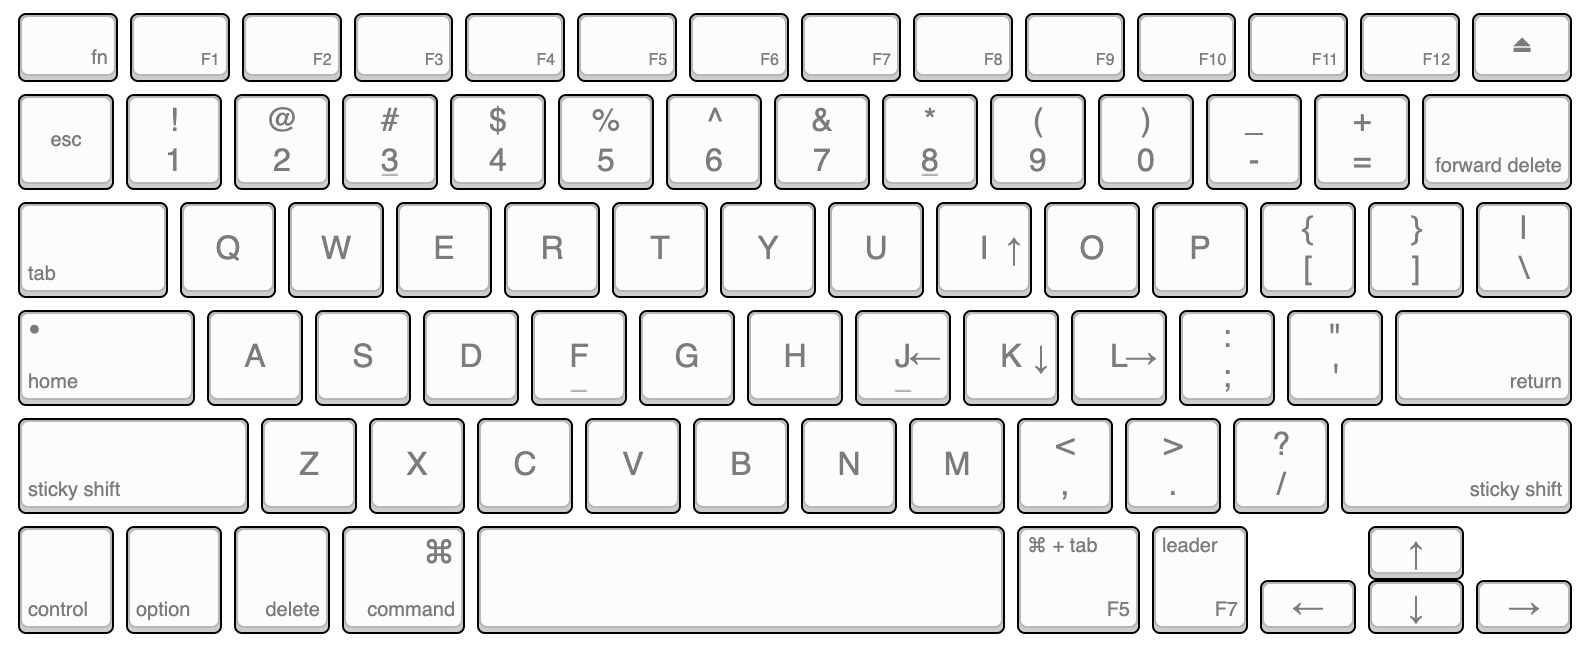 fn F1 F2 F3 F4 F5 F6 F7 F8 F9 F10 F11 F12 ⏏
! @ # $ % ^ & * ( ) _ +
esc 1 2 3 4 5 6 7 8 9 0 - = forward delete
Q W E R T Y U I ↑ O P { } |
tab [ ] \
A S D F G H J← K ↓ L→ : "
home ; ' return
Z X C V B N M < > ?
sticky shift , . / sticky shift
⌘ ⌘ + tab leader ↑
control option delete command F5 F7 ← ↓ →